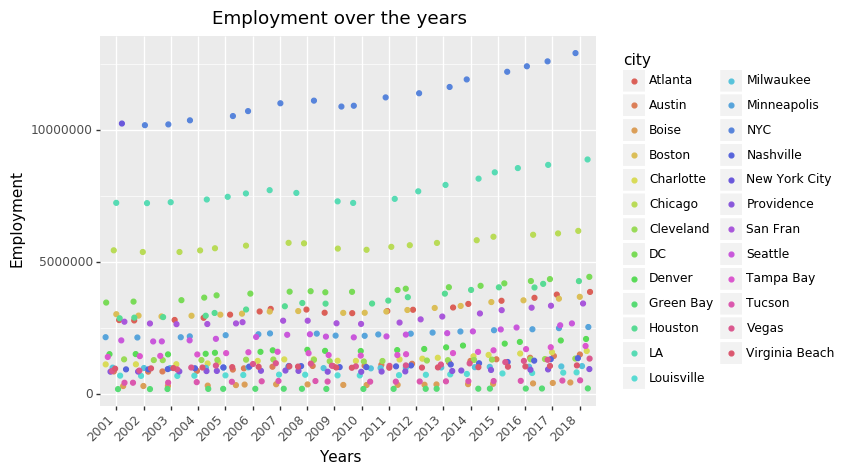 Employment over the years
Employment
10000000
5000000
0
2001
2002
2003
2004
2005
2006
2007
2008
2009
2010
2011
2012
2013
2014
2015
2016
2017
2018
Years
city
Atlanta
Austin
Boise
Boston
Charlotte
Chicago
Cleveland
DC
Denver
Green Bay
Houston
LA
Louisville
Milwaukee
Minneapolis
NYC
Nashville
New York City
Providence
San Fran
Seattle
Tampa Bay
Tucson
Vegas
Virginia Beach